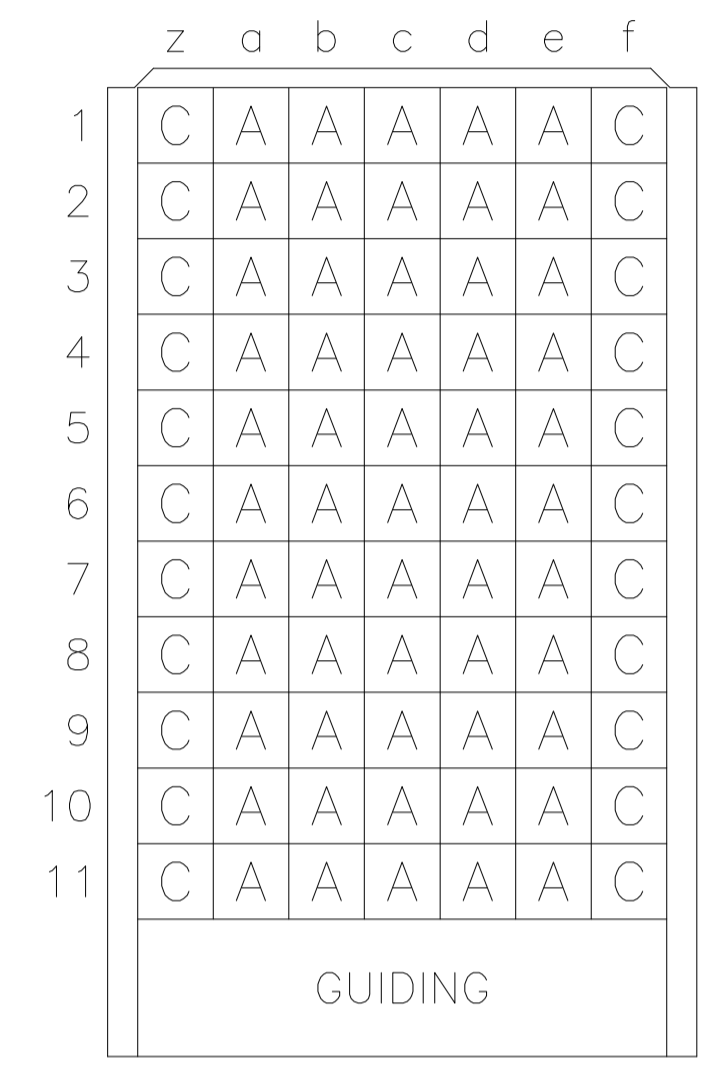 z a b c d e f
1 C A A A A A C
2 C A A A A A C
3 C A A A A A C
4 C A A A A A C
5 C A A A A A C
6 C A A A A A C
7 C A A A A A C
8 C A A A A A C
9 C A A A A A C
10 C A A A A A C
11 C A A A A A C
GUIDING